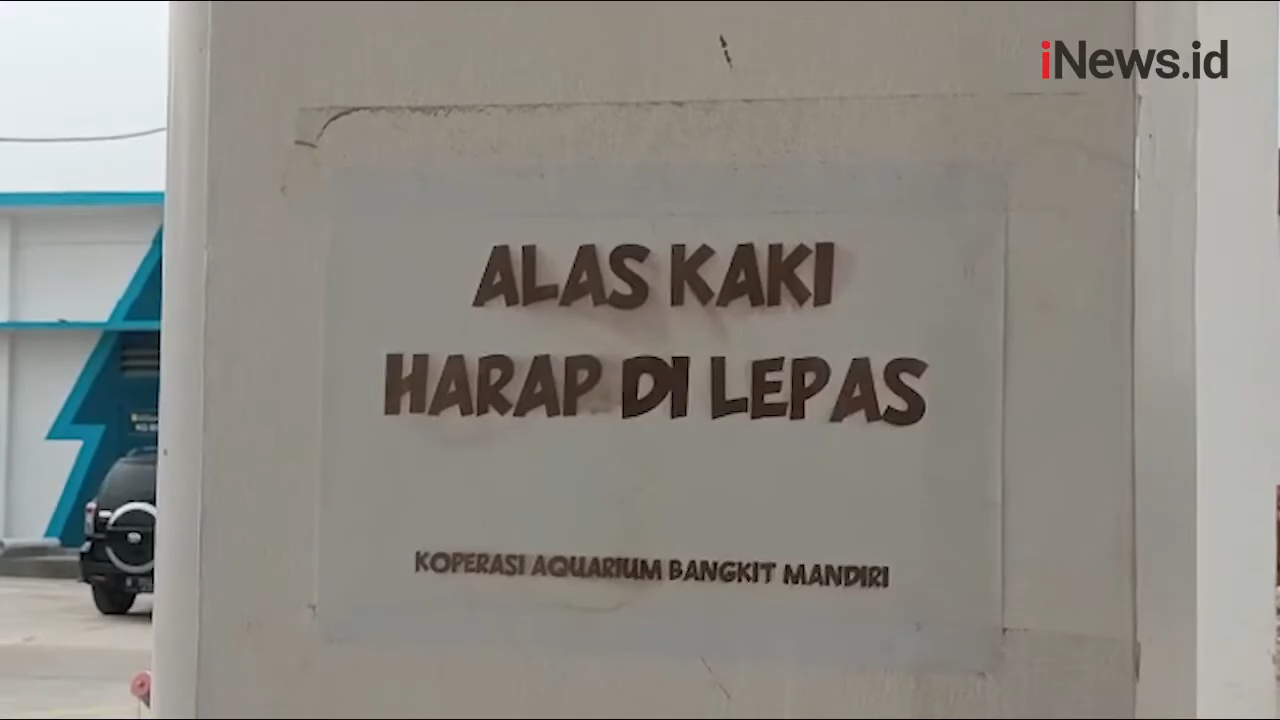 iNews.id
ALAS KAKI
HARAP DI LEPAS
KOPERASI AQUARIUM BANGKIT MANDIRI